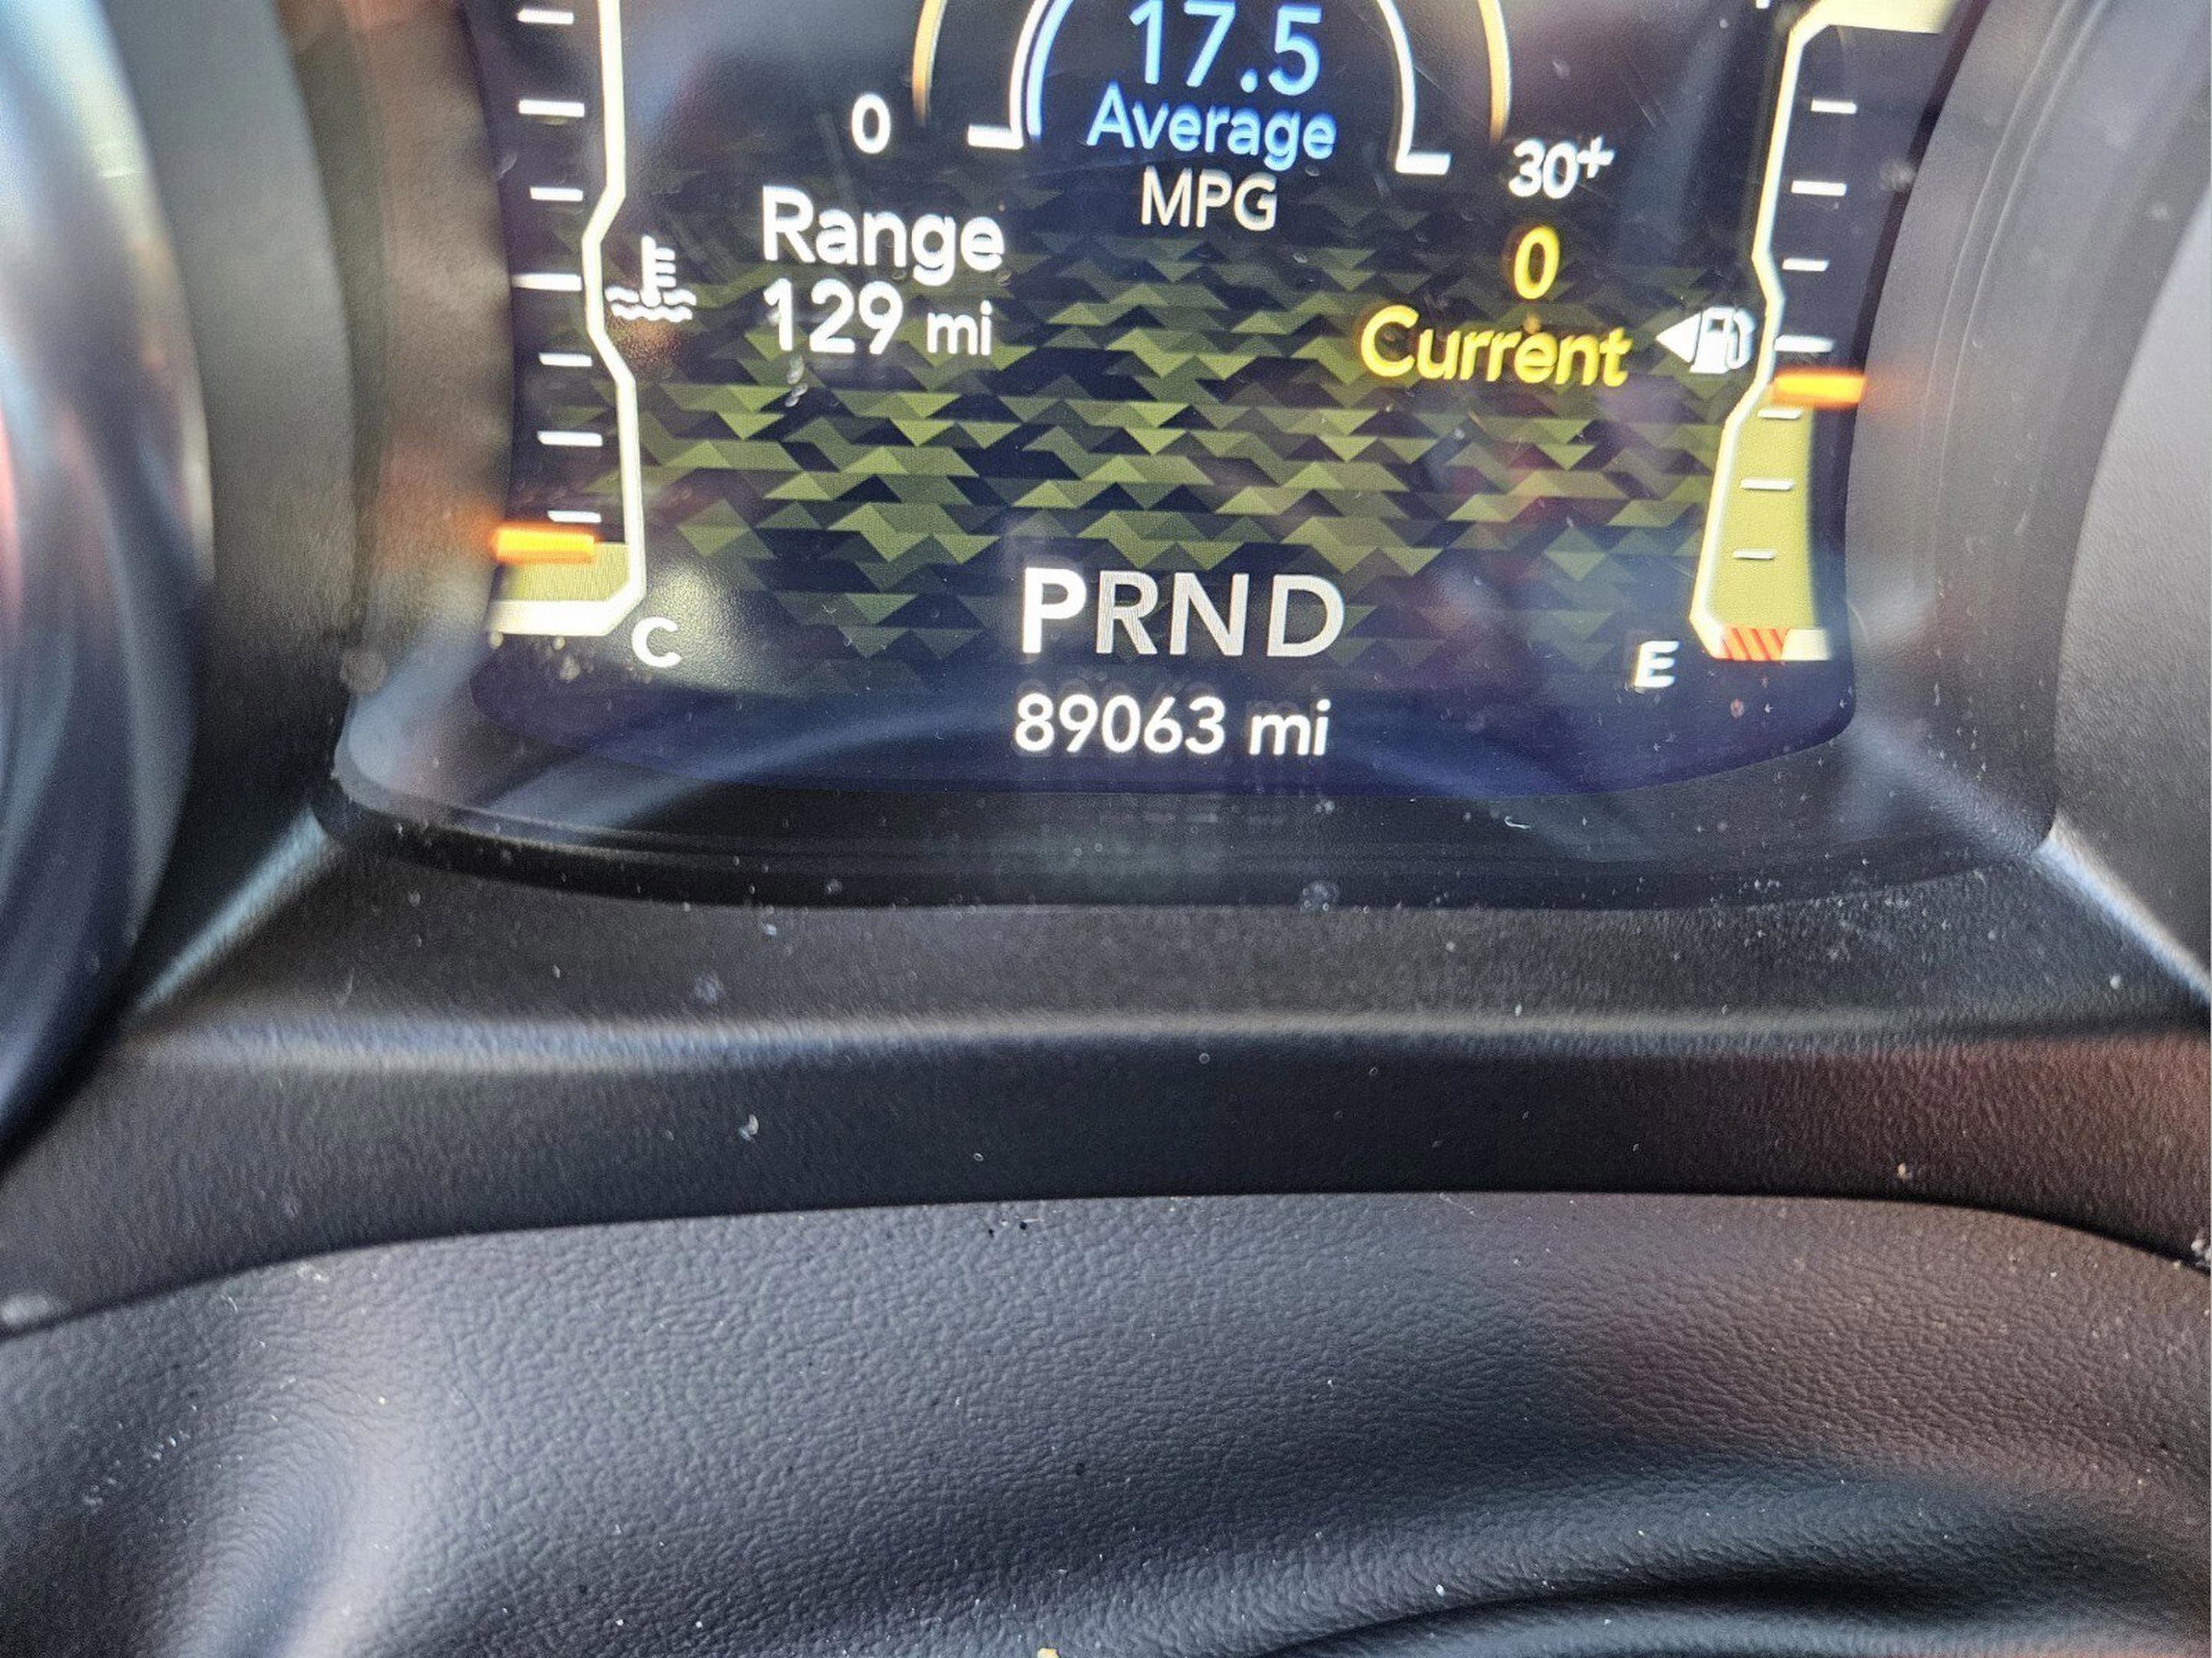 17.5
Average
MPG
0
30+
Range
129 mi
0
Current
PRND
C
E
89063 mi